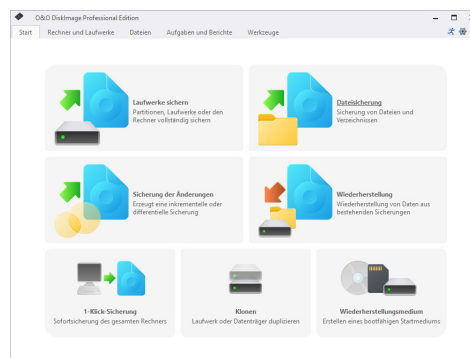 O&O DiskImage Professional Edition
Start Rechner und Laufwerke Dateien Aufgaben und Berichte Werkzeuge
Laufwerke sichern
Partitionen, Laufwerke oder den
Rechner vollständig sichern
Dateisicherung
Sicherung von Dateien und
Verzeichnissen
Sicherung der Änderungen
Erzeugt eine inkrementelle oder
differentielle Sicherung
Wiederherstellung
Wiederherstellung von Daten aus
bestehenden Sicherungen
1-Klick-Sicherung
Sofortsicherung des gesamten Rechners
Klonen
Laufwerk oder Datenträger duplizieren
Wiederherstellungsmedium
Erstellen eines bootfähigen Startmediums